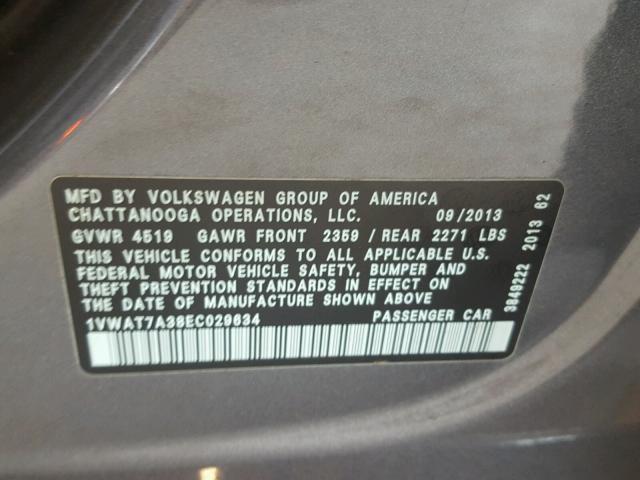 MFD BY VOLKSWAGEN GROUP OF AMERICA
CHATTANOOGA OPERATIONS, LLC. 09/2013
GVWR 4519 GAWR FRONT 2359 / REAR 2271 LBS
THIS VEHICLE CONFORMS TO ALL APPLICABLE U.S.
FEDERAL MOTOR VEHICLE SAFETY, BUMPER AND
THEFT PREVENTION STANDARDS IN EFFECT ON
THE DATE OF MANUFACTURE SHOWN ABOVE
1VWAT7A38EC029634 PASSENGER CAR
3849222 2013 62